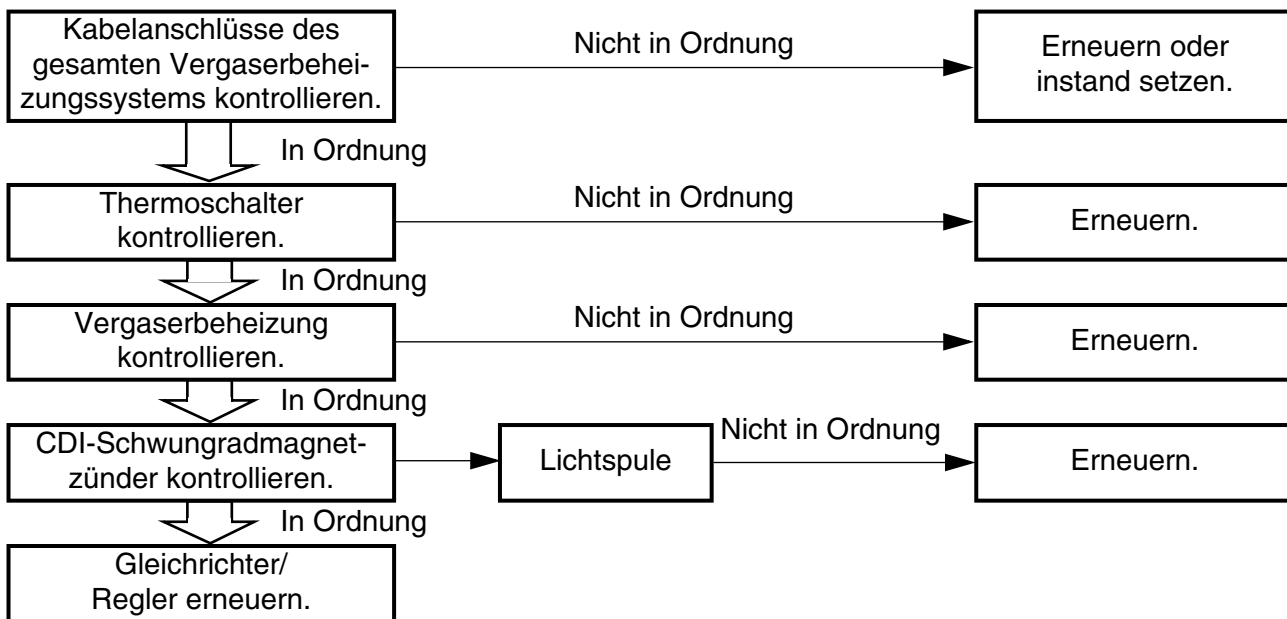 Kabelanschlüsse des
gesamten Vergaserbehei-
zungssystems kontrollieren.
Nicht in Ordnung
Erneuern oder
instand setzen.
In Ordnung
Thermoschalter
kontrollieren.
Nicht in Ordnung
Erneuern.
In Ordnung
Vergaserbeheizung
kontrollieren.
Nicht in Ordnung
Erneuern.
In Ordnung
CDI-Schwungradmagnet-
zünder kontrollieren.
Lichtspule
Nicht in Ordnung
Erneuern.
In Ordnung
Gleichrichter/
Regler erneuern.